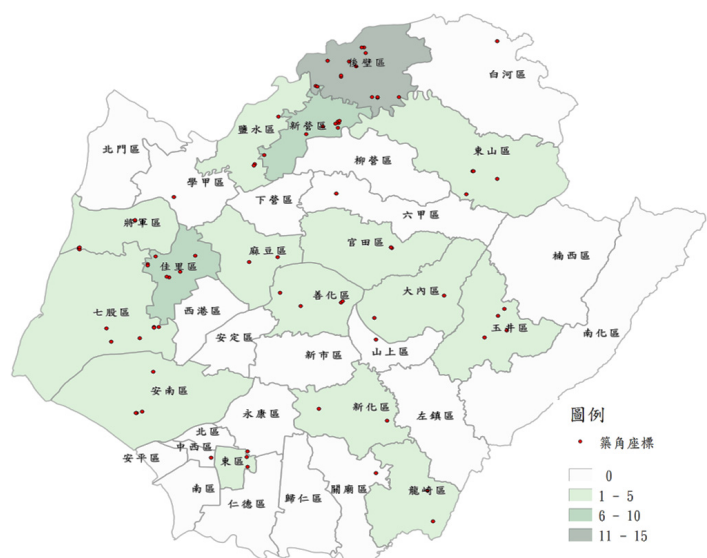 後壁區
白河區
鹽水區
新營區
北門區
東山區
柳營區
學甲區
下營區
六甲區
將軍區
官田區
麻豆區
楠西區
佳里區
大內區
善化區
七股區
西港區
玉井區
南化區
安定區
新市區
山上區
安南區
新化區
永康區
左鎮區
北區
中西區
安平區
東區
南區
仁德區
歸仁區
關廟區
龍崎區
圖例
築角座標
0
1 - 5
6 - 10
11 - 15